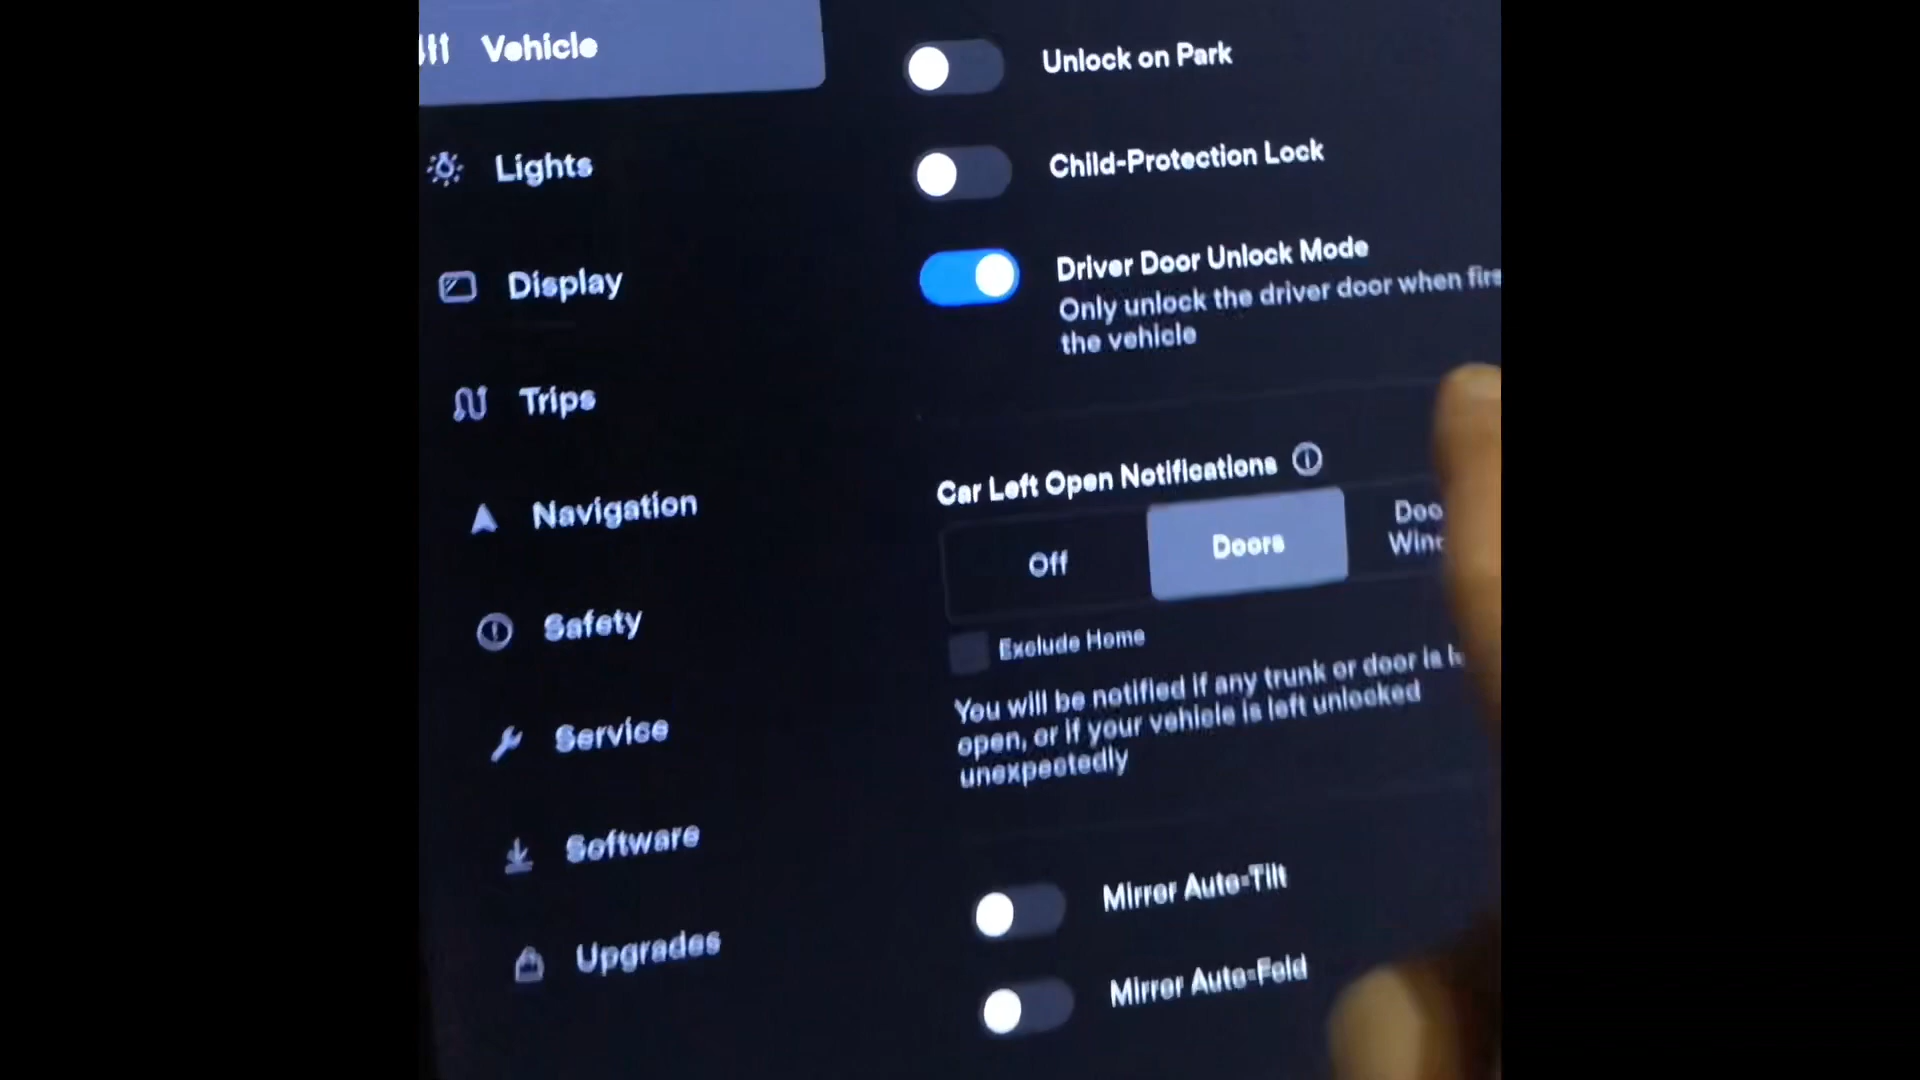 Vehicle
Lights
Display
Trips
Navigation
Safety
Service
Software
Upgrades
Unlock on Park
Child-Protection Lock
Driver Door Unlock Mode
Only unlock the driver door when
the vehicle
Car Left Open Notifications
Off
Doors
Exclude Home
You will be notified if any trunk or door is
open, or if your vehicle is left unlocked
unexpectedly
Mirror Auto-Tilt
Mirror Auto-Fold